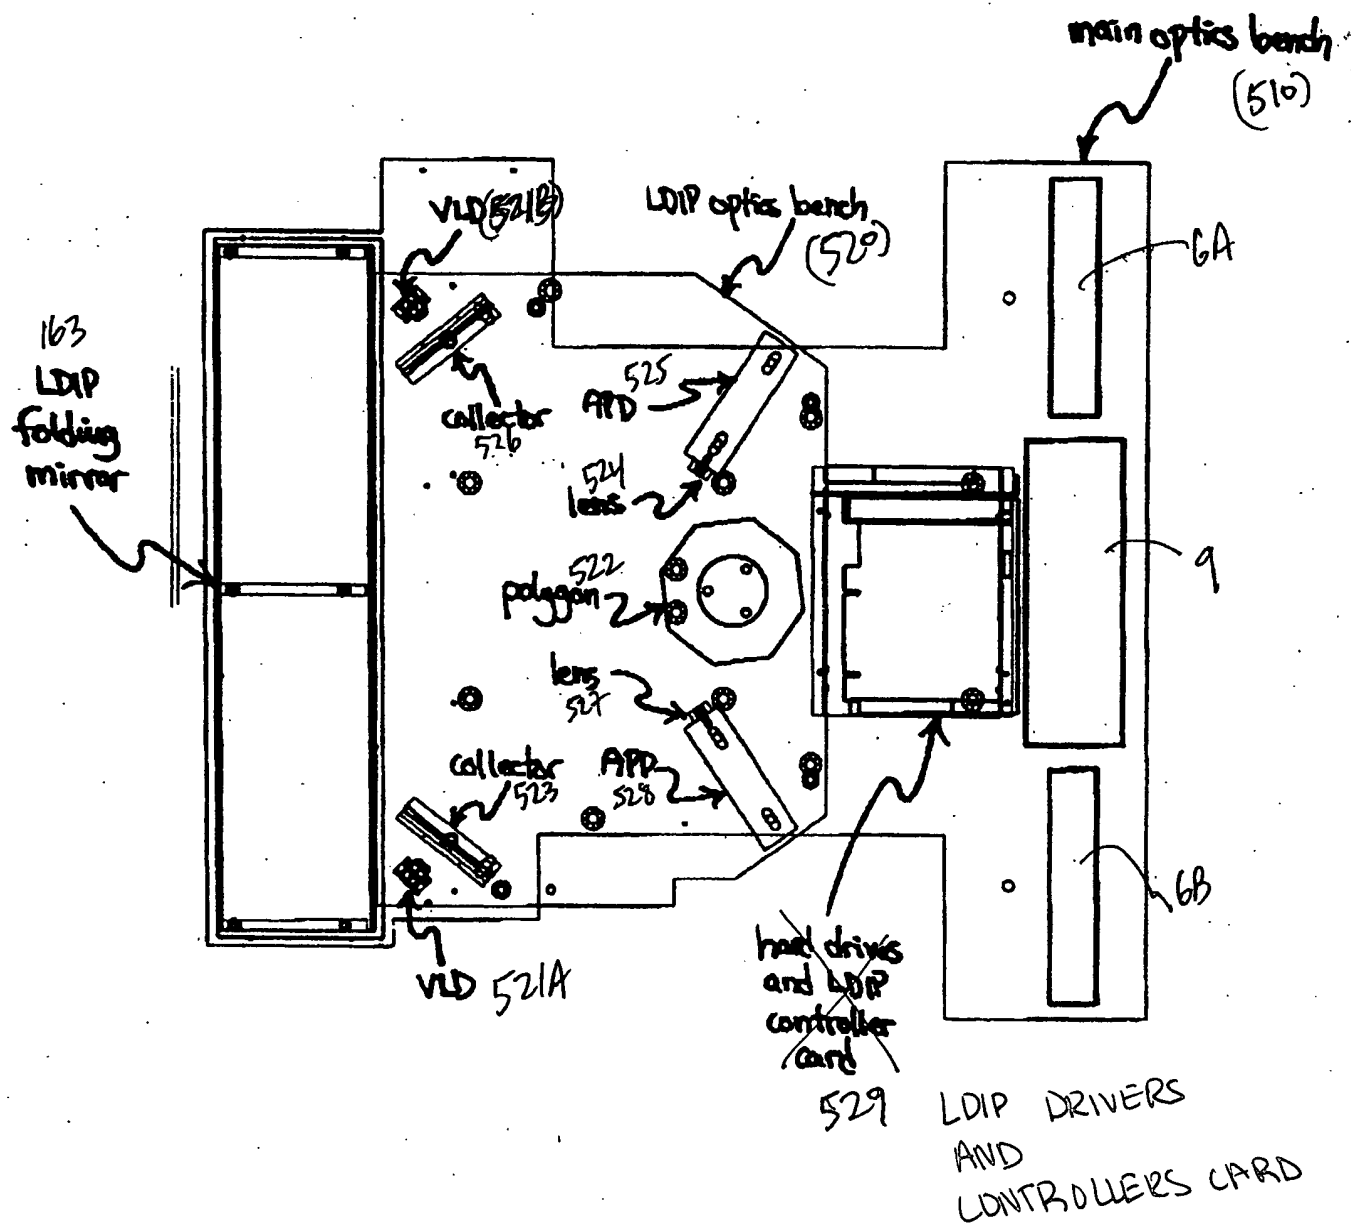 main optics bench
(510)
VLD(521B)
LDIP optics bench
(520)
6A
163
LDIP
folding
mirror
525
APD
collector
526
524
lens
522
polygon
9
lens
527
collector
523
APD
528
6B
VLD 521A
hard drives
and LDIP
controller
card
529
LDIP DRIVERS
AND
CONTROLLERS CARD